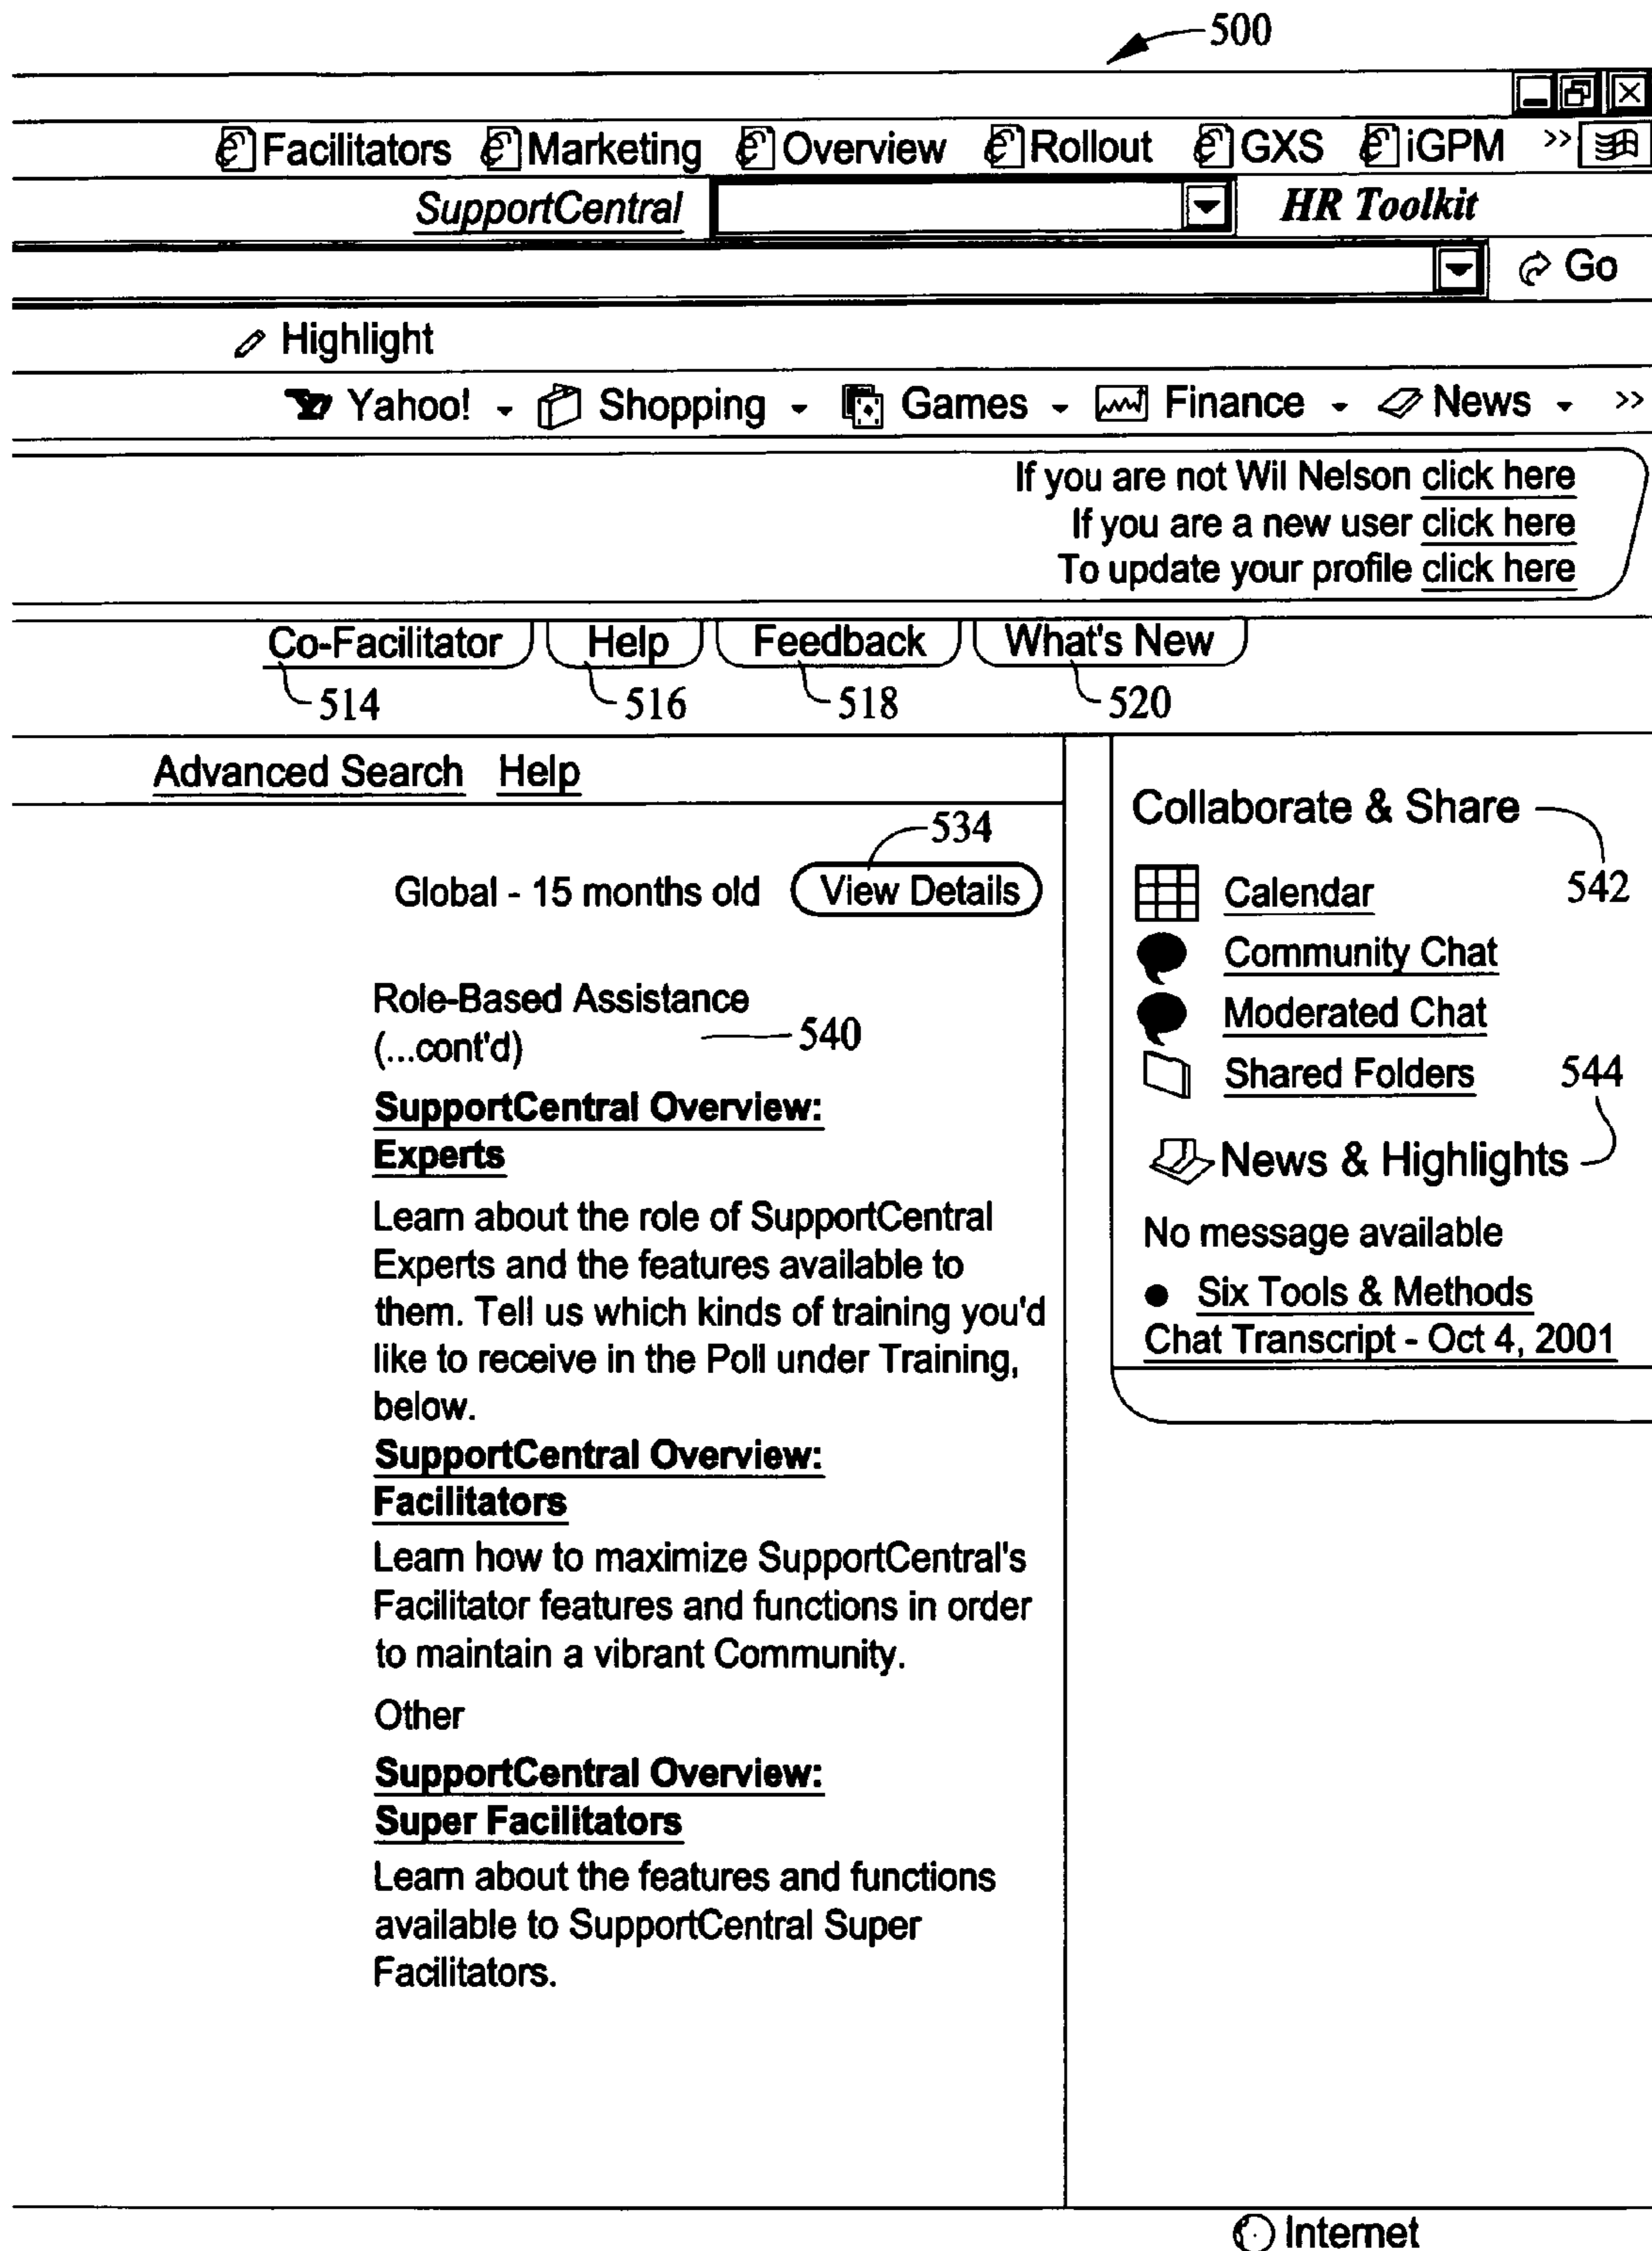 500
Facilitators Marketing Overview Rollout GXS iGPM >>
SupportCentral HR Toolkit
Go
Highlight
Yahoo! - Shopping - Games - Finance - News - >>
If you are not Wil Nelson click here
If you are a new user click here
To update your profile click here
Co-Facilitator Help Feedback What's New
514 516 518 520
Advanced Search Help
534
Global - 15 months old View Details
Role-Based Assistance
(...cont'd) 540
SupportCentral Overview:
Experts
Learn about the role of SupportCentral
Experts and the features available to
them. Tell us which kinds of training you'd
like to receive in the Poll under Training,
below.
SupportCentral Overview:
Facilitators
Learn how to maximize SupportCentral's
Facilitator features and functions in order
to maintain a vibrant Community.
Other
SupportCentral Overview:
Super Facilitators
Learn about the features and functions
available to SupportCentral Super
Facilitators.
Collaborate & Share
542
Calendar
Community Chat
Moderated Chat
Shared Folders
544
News & Highlights
No message available
● Six Tools & Methods
Chat Transcript - Oct 4, 2001
Internet